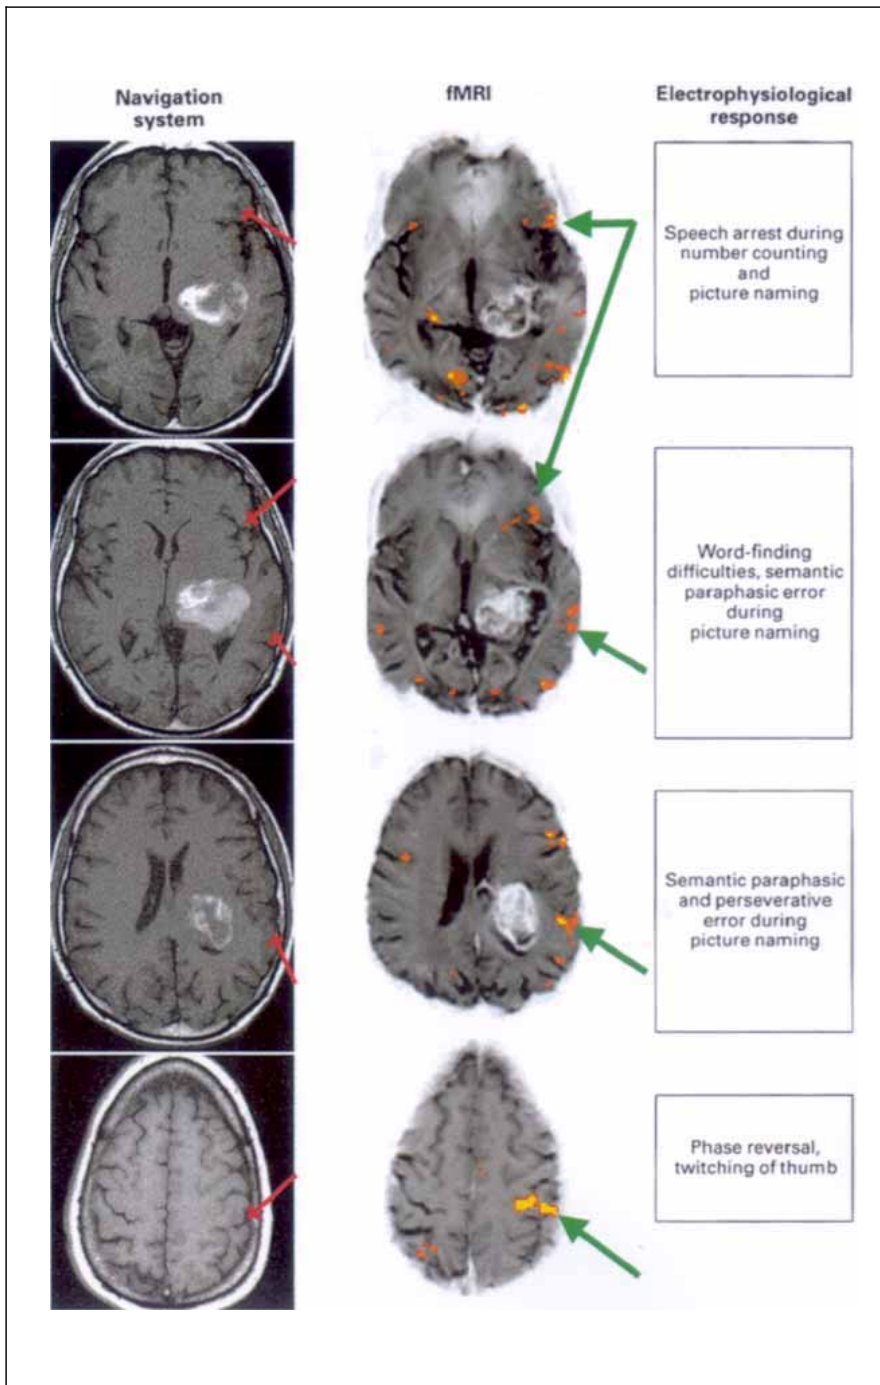 Navigation
system
fMRI
Electrophysiological
response
Speech arrest during
number counting
and
picture naming
Word-finding
difficulties, semantic
paraphasic error
during
picture naming
Semantic paraphasic
and perseverative
error during
picture naming
Phase reversal,
twitching of thumb